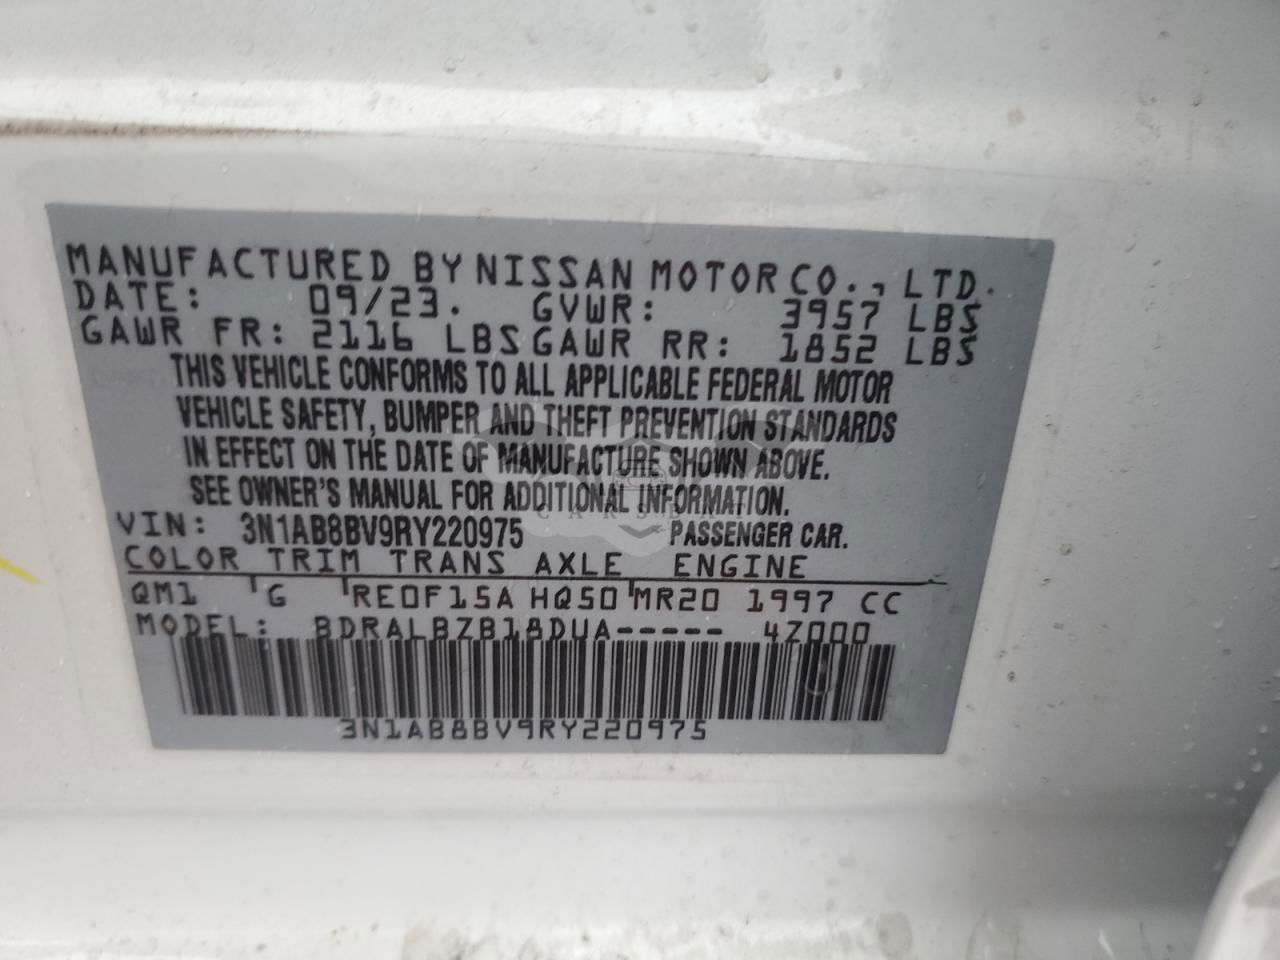 MANUFACTURED BY NISSAN MOTOR CO., LTD.
DATE: 09/23. GVWR: 3957 LBS
GAWR FR: 2116 LBS GAWR RR: 1852 LBS
THIS VEHICLE CONFORMS TO ALL APPLICABLE FEDERAL MOTOR
VEHICLE SAFETY, BUMPER AND THEFT PREVENTION STANDARDS
IN EFFECT ON THE DATE OF MANUFACTURE SHOWN ABOVE.
SEE OWNER'S MANUAL FOR ADDITIONAL INFORMATION.
VIN: 3N1AB8BV9RY220975 PASSENGER CAR.
COLOR TRIM TRANS AXLE ENGINE
QM1 G RE0F15A HQ50 MR20 1997 CC
MODEL: BDRALBZB18DUA----- 4Z000
3N1AB8BV9RY220975